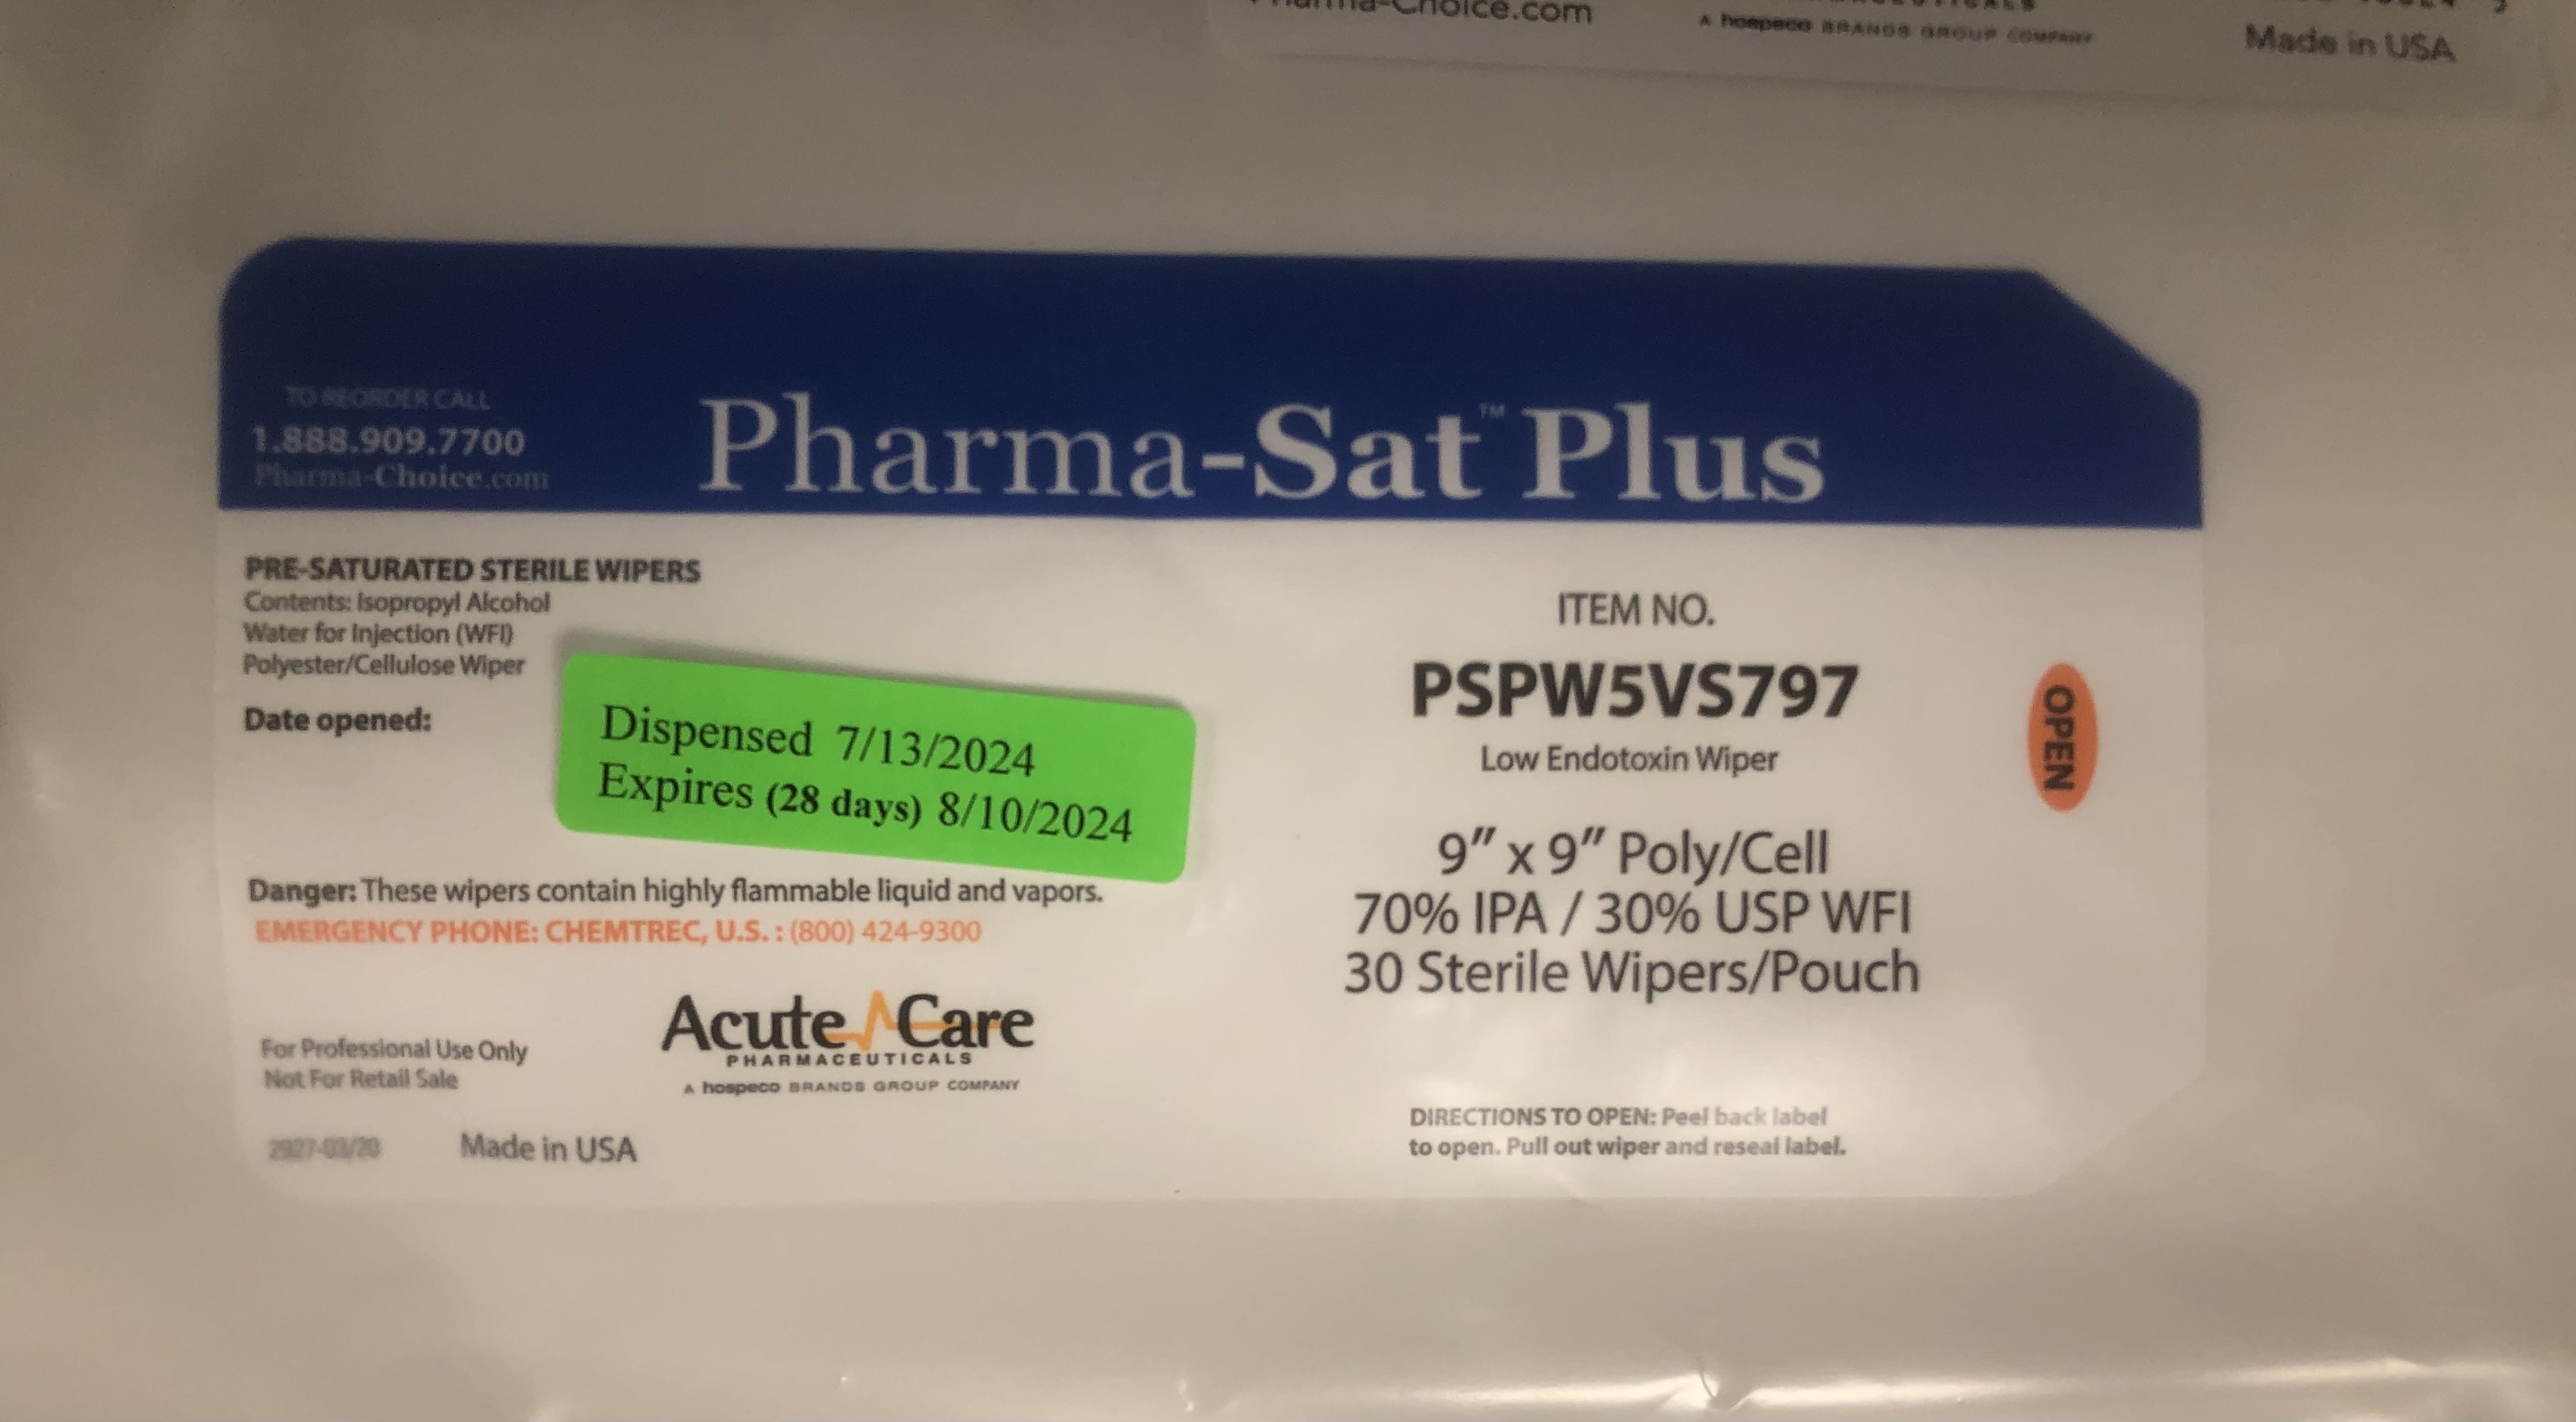 Pharma-Choice.com
A hospeco BRANDS GROUP COMPANY
Made in USA
TO REORDER CALL
1.888.909.7700
Pharma-Choice.com
Pharma-Sat™ Plus
PRE-SATURATED STERILE WIPERS
Contents: Isopropyl Alcohol
Water for Injection (WFI)
Polyester/Cellulose Wiper
Date opened:
Dispensed 7/13/2024
Expires (28 days) 8/10/2024
Danger: These wipers contain highly flammable liquid and vapors.
EMERGENCY PHONE: CHEMTREC, U.S. : (800) 424-9300
For Professional Use Only
Not For Retail Sale
Acute Care
PHARMACEUTICALS
A hospeco BRANDS GROUP COMPANY
2927-03/20
Made in USA
ITEM NO.
PSPW5VS797
Low Endotoxin Wiper
9" x 9" Poly/Cell
70% IPA / 30% USP WFI
30 Sterile Wipers/Pouch
OPEN
DIRECTIONS TO OPEN: Peel back label
to open. Pull out wiper and reseal label.